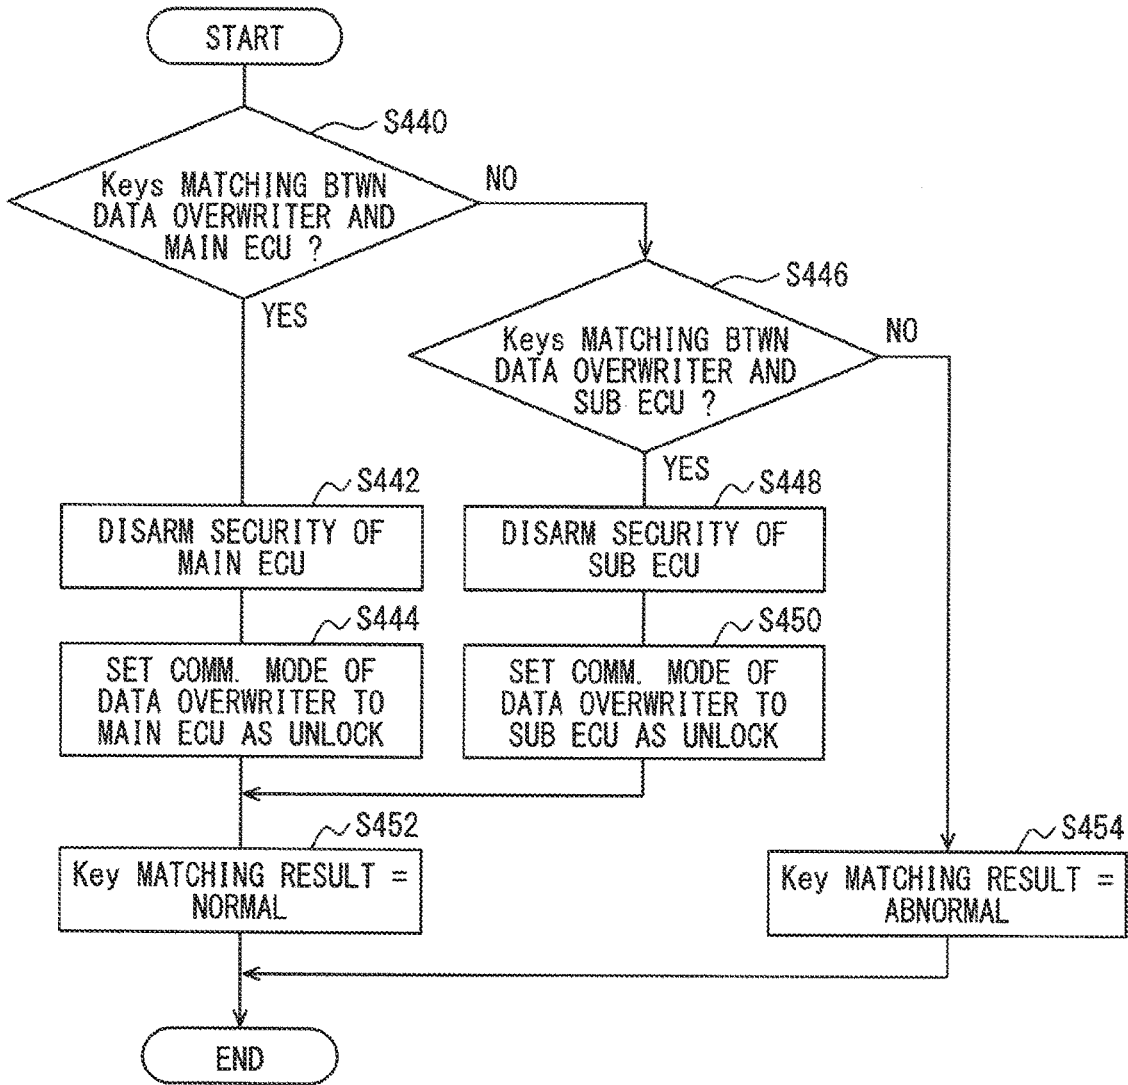 START
S440
Keys MATCHING BTWN
DATA OVERWRITER AND
MAIN ECU ?
NO
YES
S446
Keys MATCHING BTWN
DATA OVERWRITER AND
SUB ECU ?
NO
YES
S442
DISARM SECURITY OF
MAIN ECU
S448
DISARM SECURITY OF
SUB ECU
S444
SET COMM. MODE OF
DATA OVERWRITER TO
MAIN ECU AS UNLOCK
S450
SET COMM. MODE OF
DATA OVERWRITER TO
SUB ECU AS UNLOCK
S452
Key MATCHING RESULT =
NORMAL
S454
Key MATCHING RESULT =
ABNORMAL
END